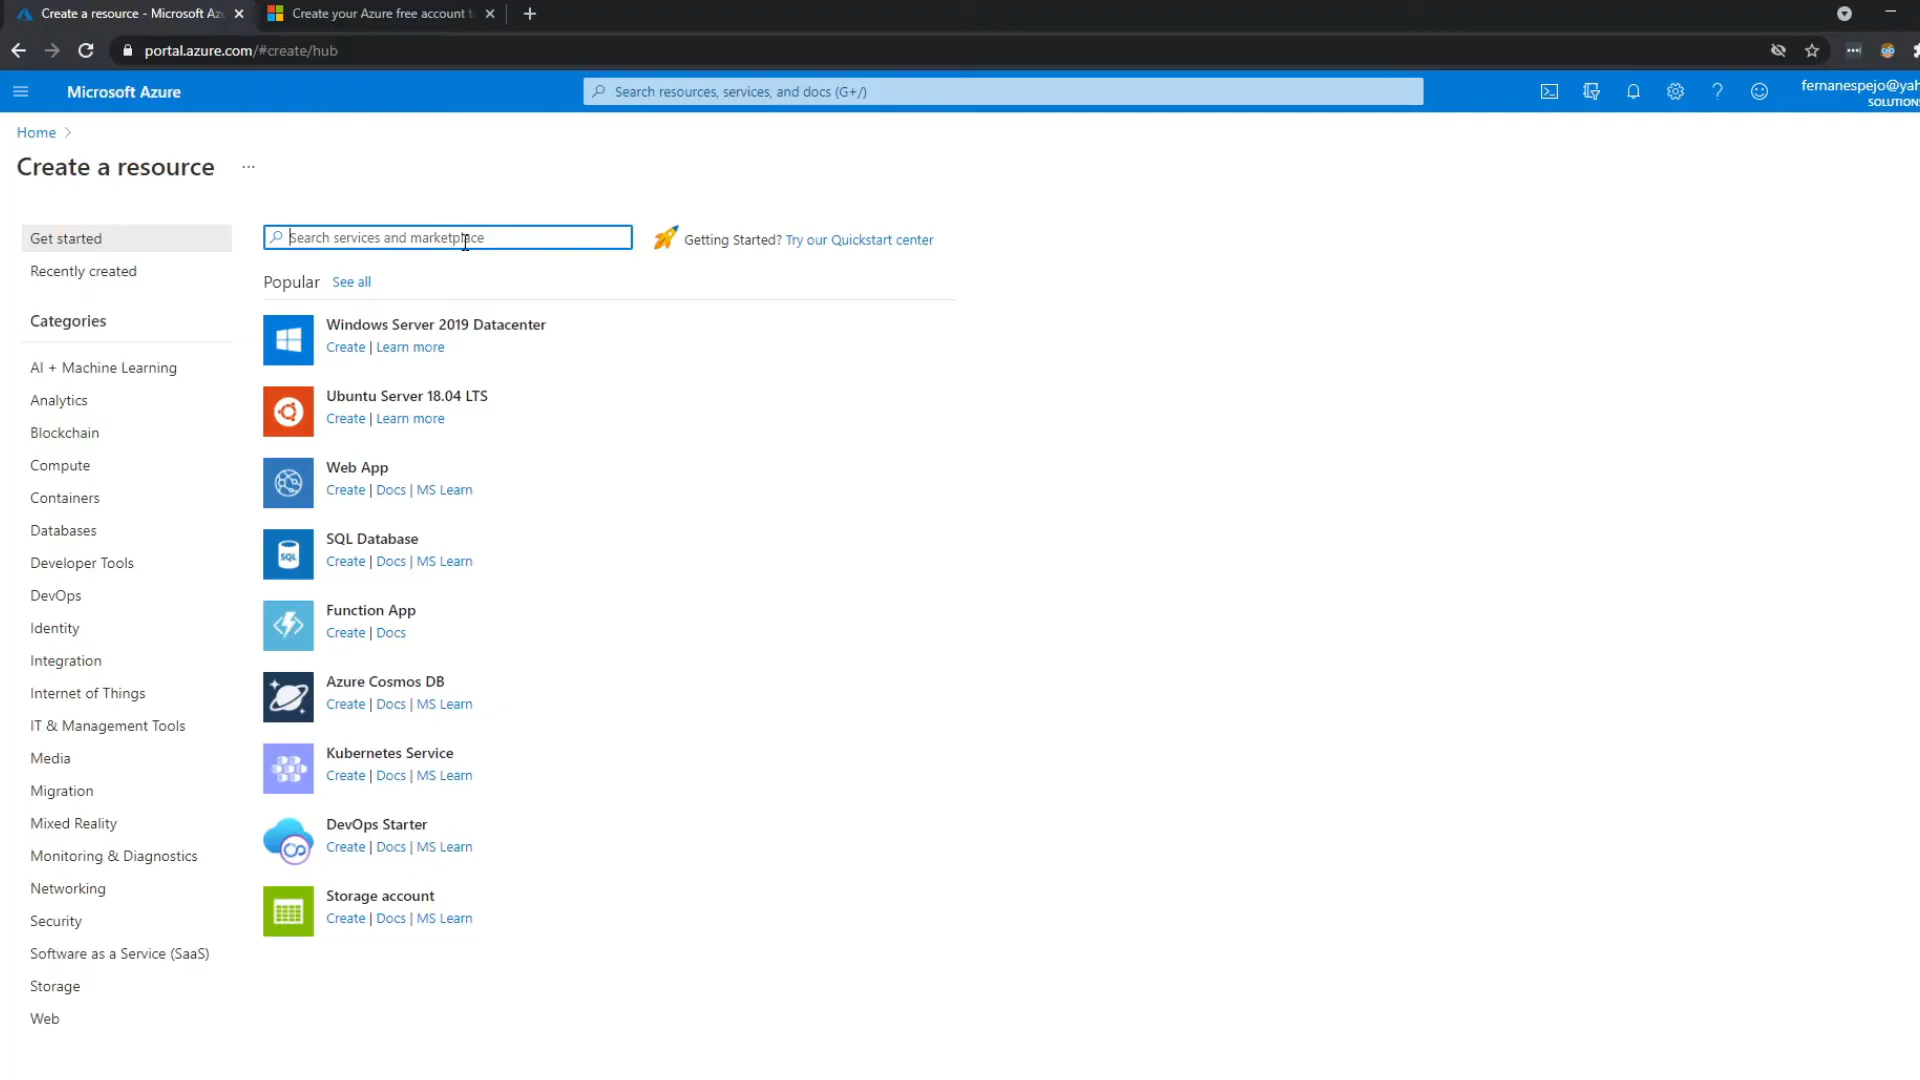 Create a resource - Microsoft Az
Create your Azure free account t
portal.azure.com/#create/hub
Microsoft Azure
Search resources, services, and docs (G+/)
fernanespejo@yah
SOLUTIONS
Home
Create a resource
...
Get started
Search services and marketplace
Getting Started? Try our Quickstart center
Recently created
Popular See all
Categories
AI + Machine Learning
Analytics
Blockchain
Compute
Containers
Databases
Developer Tools
DevOps
Identity
Integration
Internet of Things
IT & Management Tools
Media
Migration
Mixed Reality
Monitoring & Diagnostics
Networking
Security
Software as a Service (SaaS)
Storage
Web
Windows Server 2019 Datacenter
Create | Learn more
Ubuntu Server 18.04 LTS
Create | Learn more
Web App
Create | Docs | MS Learn
SQL
SQL Database
Create | Docs | MS Learn
Function App
Create | Docs
Azure Cosmos DB
Create | Docs | MS Learn
Kubernetes Service
Create | Docs | MS Learn
DevOps Starter
Create | Docs | MS Learn
Storage account
Create | Docs | MS Learn